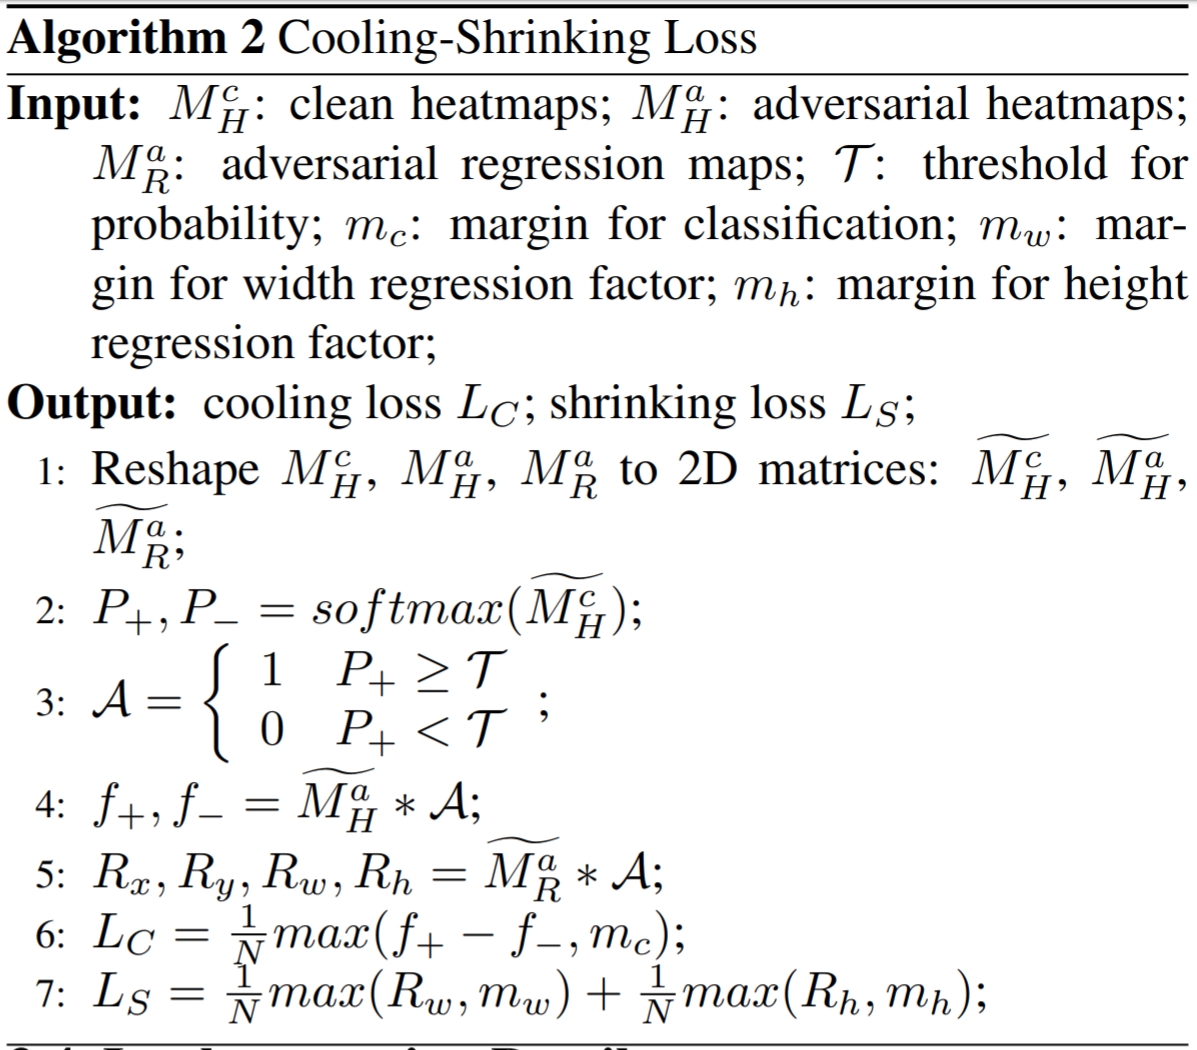 Algorithm 2 Cooling-Shrinking Loss
Input: $M_H^c$: clean heatmaps; $M_H^a$: adversarial heatmaps;
$M_R^a$: adversarial regression maps; $\mathcal{T}$: threshold for
probability; $m_c$: margin for classification; $m_w$: mar-
gin for width regression factor; $m_h$: margin for height
regression factor;
Output: cooling loss $L_C$; shrinking loss $L_S$;
1: Reshape $M_H^c$, $M_H^a$, $M_R^a$ to 2D matrices: $\widetilde{M_H^c}$, $\widetilde{M_H^a}$,
$\widetilde{M_R^a}$;
2: $P_+, P_- = softmax(\widetilde{M_H^c})$;
3: $\mathcal{A} = \begin{cases} 1 & P_+ \geq \mathcal{T} \\ 0 & P_+ < \mathcal{T} \end{cases}$;
4: $f_+, f_- = \widetilde{M_H^a} * \mathcal{A}$;
5: $R_x, R_y, R_w, R_h = \widetilde{M_R^a} * \mathcal{A}$;
6: $L_C = \frac{1}{N} max(f_+ - f_-, m_c)$;
7: $L_S = \frac{1}{N} max(R_w, m_w) + \frac{1}{N} max(R_h, m_h)$;